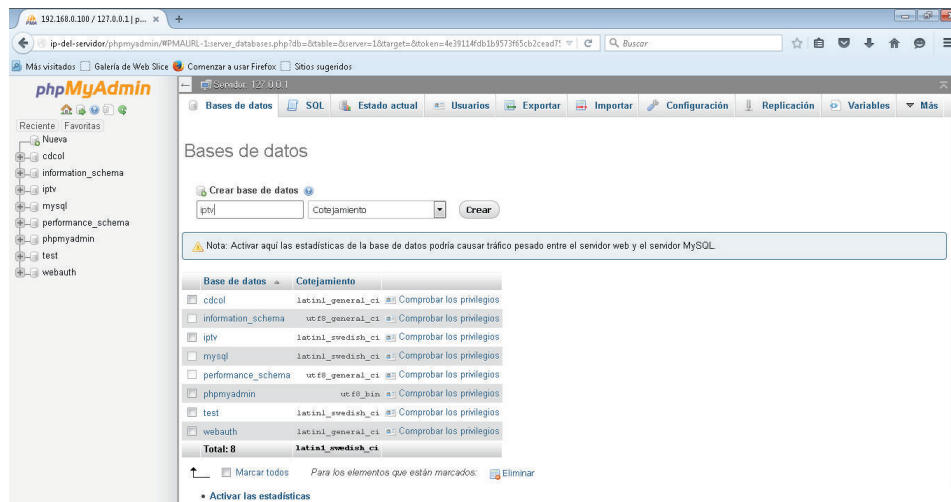 192.168.0.100 / 127.0.0.1 | p...
ip-del-servidor/phpmyadmin/#PMAURL-1:server_databases.php?db=&table=&server=1&target=&token=4e39114fdb1b9573f65cb2cead7!
Buscar
Más visitados Galería de Web Slice Comenzar a usar Firefox Sitios sugeridos
phpMyAdmin
Reciente Favoritas
Nueva
cdcol
information_schema
iptv
mysql
performance_schema
phpmyadmin
test
webauth
Servidor: 127.0.0.1
Bases de datos SQL Estado actual Usuarios Exportar Importar Configuración Replicación Variables Más
Bases de datos
Crear base de datos
iptv Cotejamiento Crear
Nota: Activar aquí las estadísticas de la base de datos podría causar tráfico pesado entre el servidor web y el servidor MySQL.
Base de datos Cotejamiento
cdcol latin1_general_ci Comprobar los privilegios
information_schema utf8_general_ci Comprobar los privilegios
iptv latin1_swedish_ci Comprobar los privilegios
mysql latin1_swedish_ci Comprobar los privilegios
performance_schema utf8_general_ci Comprobar los privilegios
phpmyadmin utf8_bin Comprobar los privilegios
test latin1_swedish_ci Comprobar los privilegios
webauth latin1_general_ci Comprobar los privilegios
Total: 8 latin1_swedish_ci
Marcar todos Para los elementos que están marcados: Eliminar
• Activar las estadísticas